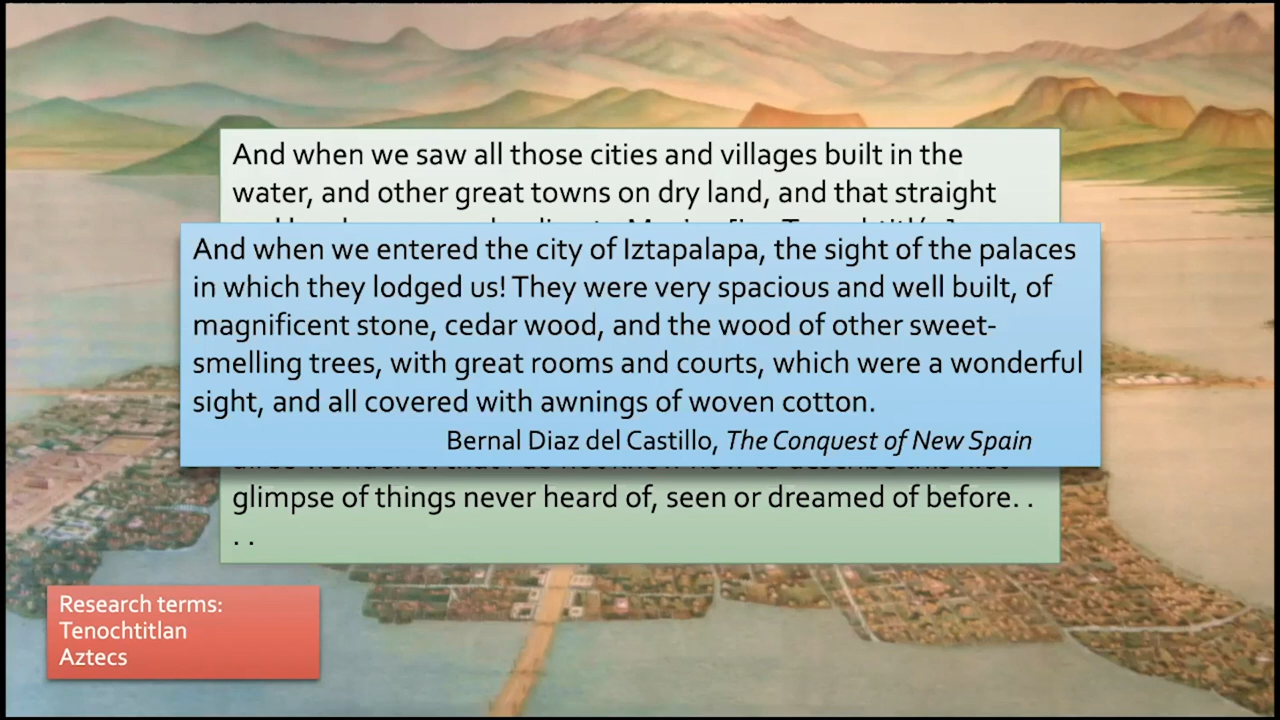 And when we saw all those cities and villages built in the
water, and other great towns on dry land, and that straight
And when we entered the city of Iztapalapa, the sight of the palaces
in which they lodged us! They were very spacious and well built, of
magnificent stone, cedar wood, and the wood of other sweet-
smelling trees, with great rooms and courts, which were a wonderful
sight, and all covered with awnings of woven cotton.
Bernal Diaz del Castillo, The Conquest of New Spain
glimpse of things never heard of, seen or dreamed of before. .
. .
Research terms:
Tenochtitlan
Aztecs